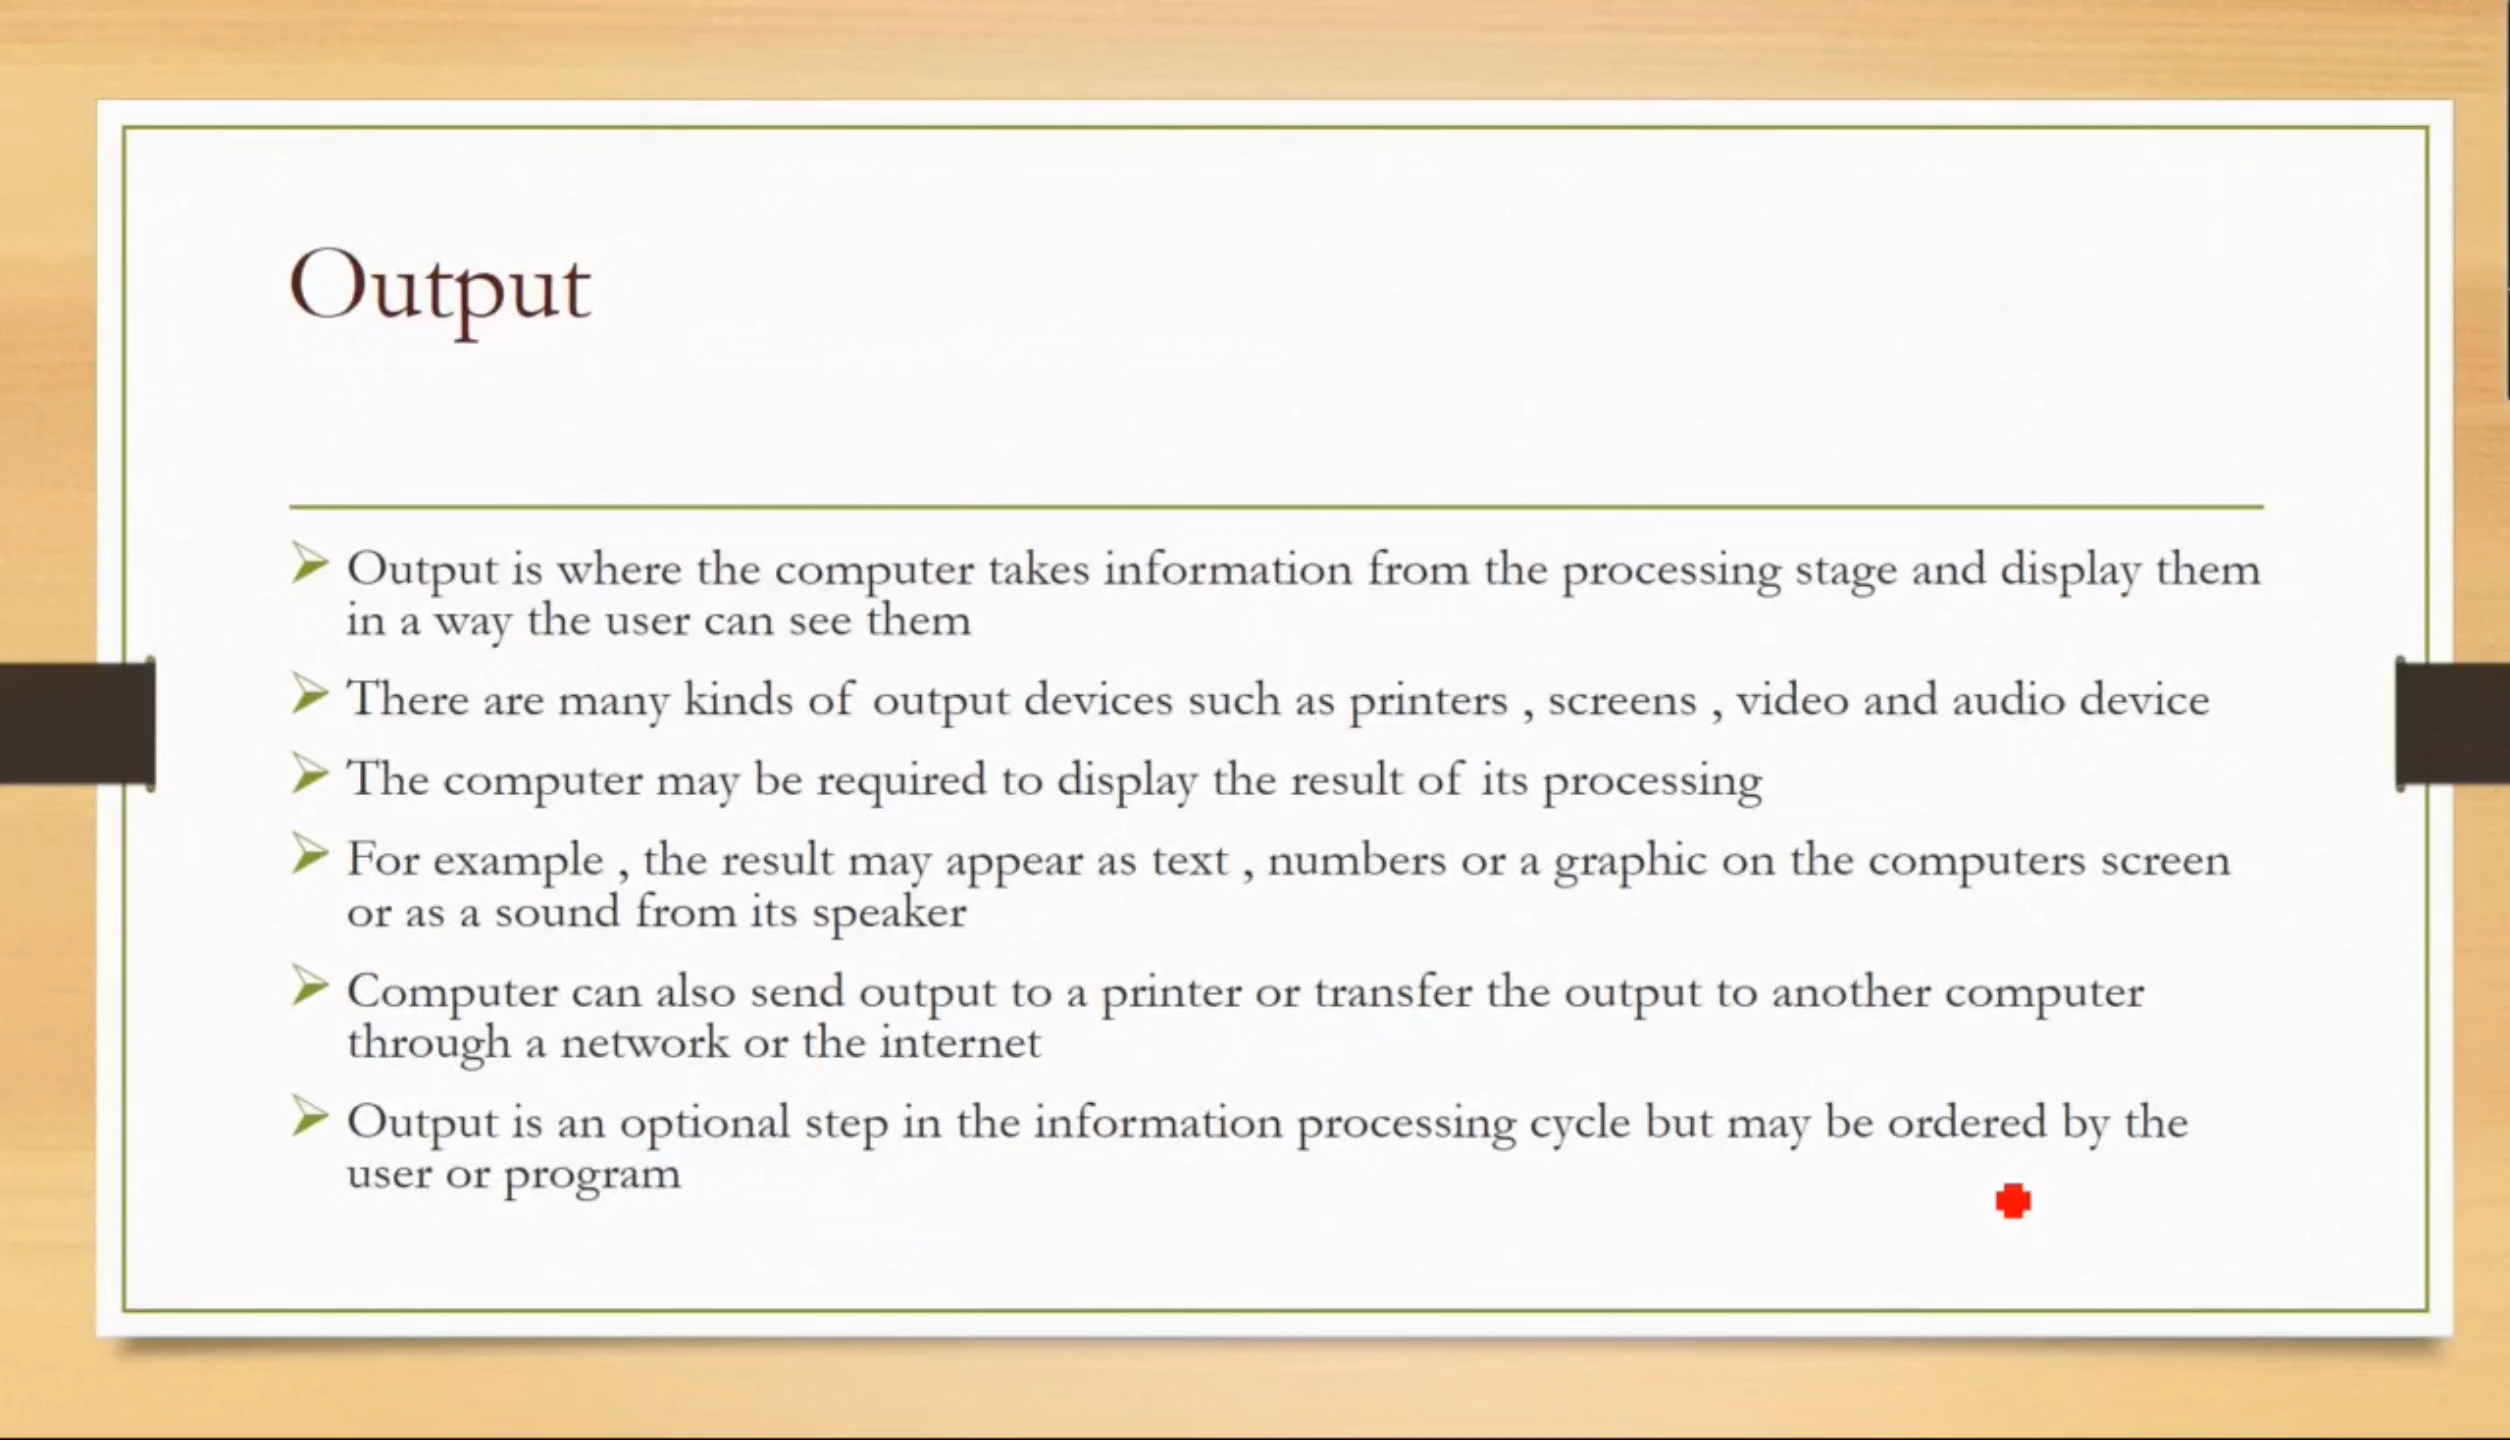 Output
Output is where the computer takes information from the processing stage and display them
in a way the user can see them
There are many kinds of output devices such as printers , screens , video and audio device
The computer may be required to display the result of its processing
For example , the result may appear as text , numbers or a graphic on the computers screen
or as a sound from its speaker
Computer can also send output to a printer or transfer the output to another computer
through a network or the internet
Output is an optional step in the information processing cycle but may be ordered by the
user or program